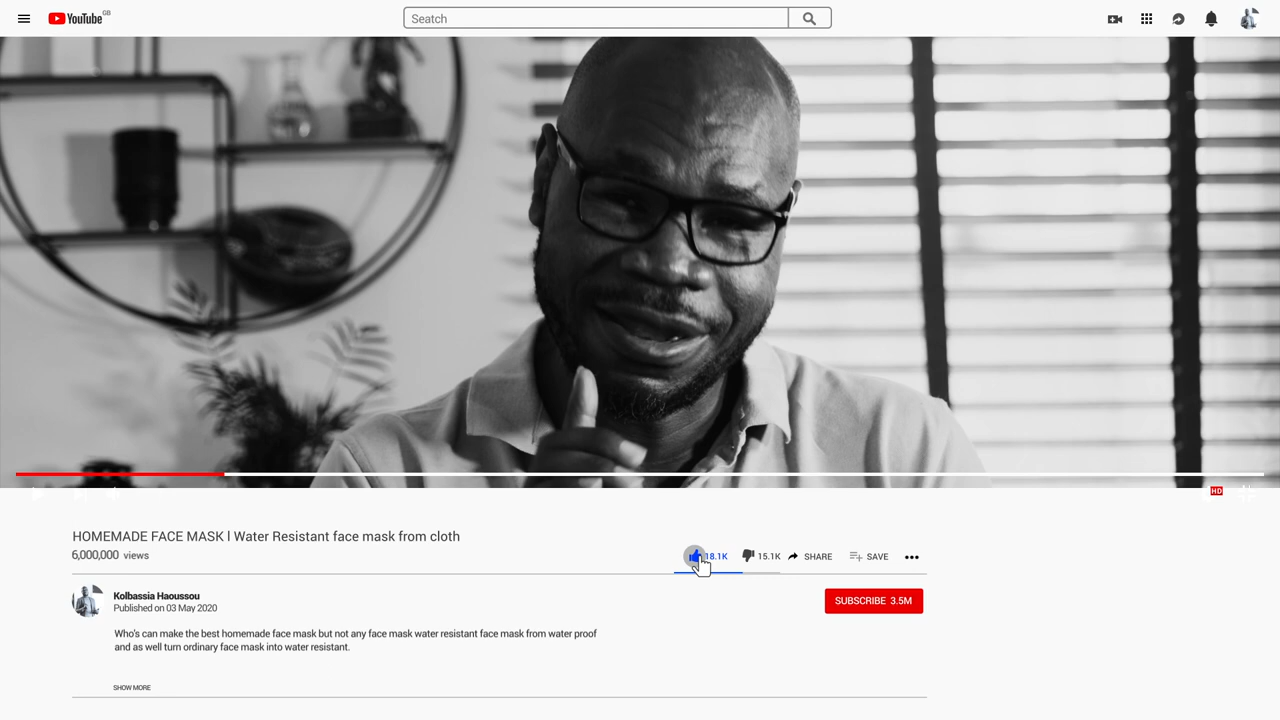 YouTube GB
Seatch
HD
HOMEMADE FACE MASK l Water Resistant face mask from cloth
6,000,000 views
18.1K
15.1K
SHARE
SAVE
Kolbassia Haoussou
Published on 03 May 2020
SUBSCRIBE 3.5M
Who's can make the best homemade face mask but not any face mask water resistant face mask from water proof
and as well turn ordinary face mask into water resistant.
SHOW MORE